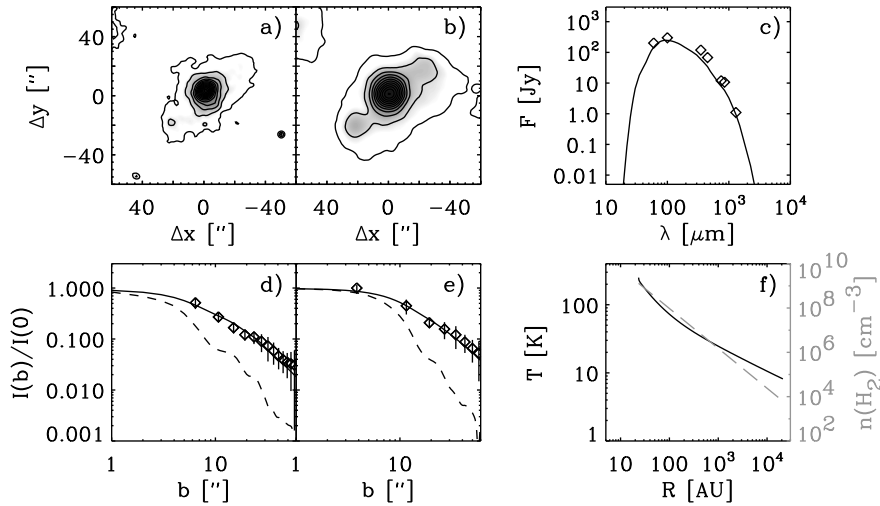 a)
b)
c)
40
0
−40
Δy ["]
40
0
−40
40
0
−40
Δx ["]
Δx ["]
10³
10²
10
1.0
0.1
0.01
F [Jy]
10
10²
10³
10⁴
λ [μm]
d)
e)
f)
1.000
0.100
0.010
0.001
I(b)/I(0)
1
10
1
10
b ["]
b ["]
100
10
1
T [K]
10¹⁰
10⁸
10⁶
10⁴
10²
n(H₂) [cm⁻³]
10
10²
10³
10⁴
R [AU]